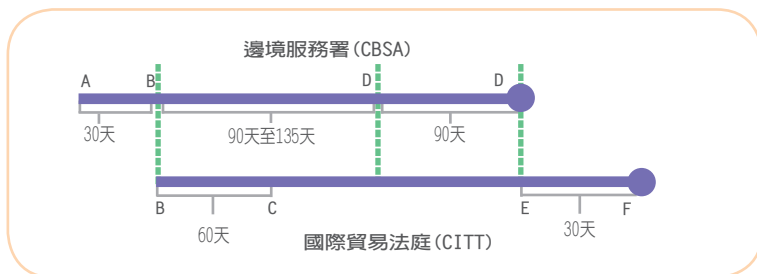 邊境服務署(CBSA)
A B D D
30天 90天至135天 90天
B C E F
60天 30天
國際貿易法庭(CITT)